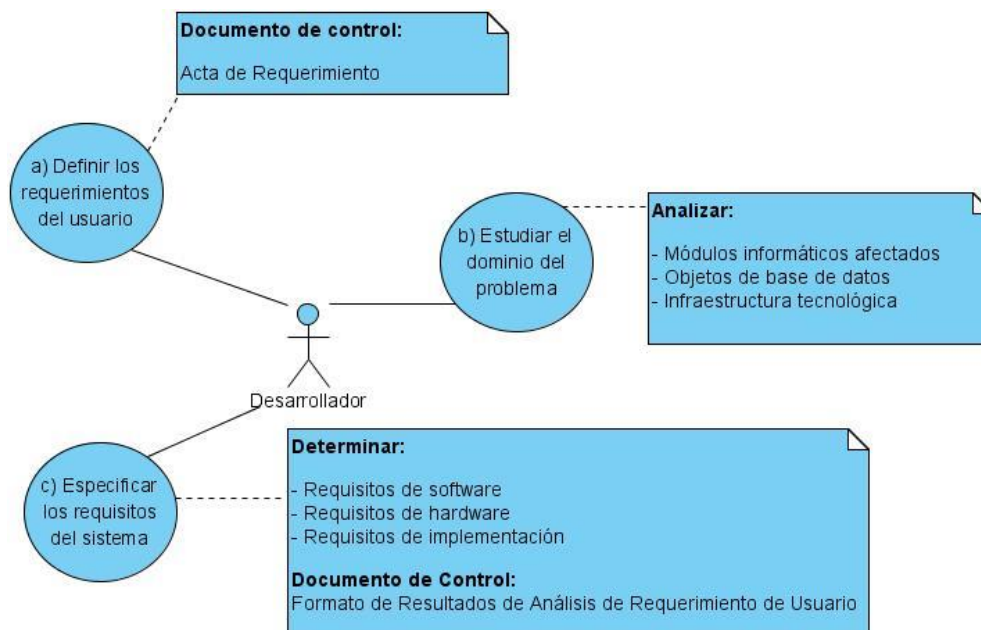 Documento de control:
Acta de Requerimiento
a) Definir los
requerimientos
del usuario
b) Estudiar el
dominio del
problema
Analizar:
- Módulos informáticos afectados
- Objetos de base de datos
- Infraestructura tecnológica
Desarrollador
c) Especificar
los requisitos
del sistema
Determinar:
- Requisitos de software
- Requisitos de hardware
- Requisitos de implementación
Documento de Control:
Formato de Resultados de Análisis de Requerimiento de Usuario